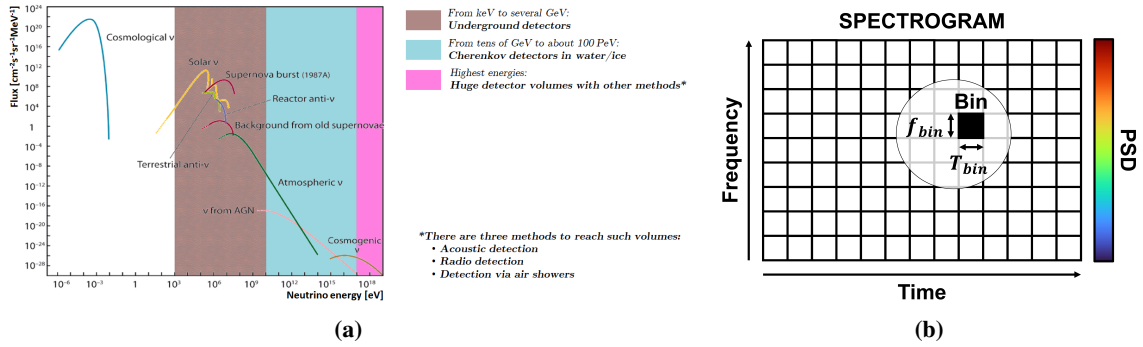 Flux [cm⁻²s⁻¹sr⁻¹MeV⁻¹]
10²⁴
10²⁰
10¹⁶
10¹²
10⁸
10⁴
1
10⁻⁴
10⁻⁸
10⁻¹²
10⁻¹⁶
10⁻²⁰
10⁻²⁴
10⁻²⁸
Cosmological ν
Solar ν
Supernova burst (1987A)
Reactor anti-ν
Background from old supernovae
Terrestrial anti-ν
Atmospheric ν
ν from AGN
Cosmogenic
ν
10⁻⁶ 10⁻³ 1 10³ 10⁶ 10⁹ 10¹² 10¹⁵ 10¹⁸
Neutrino energy [eV]
From keV to several GeV:
Underground detectors
From tens of GeV to about 100 PeV:
Cherenkov detectors in water/ice
Highest energies:
Huge detector volumes with other methods*
*There are three methods to reach such volumes:
• Acoustic detection
• Radio detection
• Detection via air showers
(a)
SPECTROGRAM
Frequency
Bin
f_bin
T_bin
Time
PSD
(b)